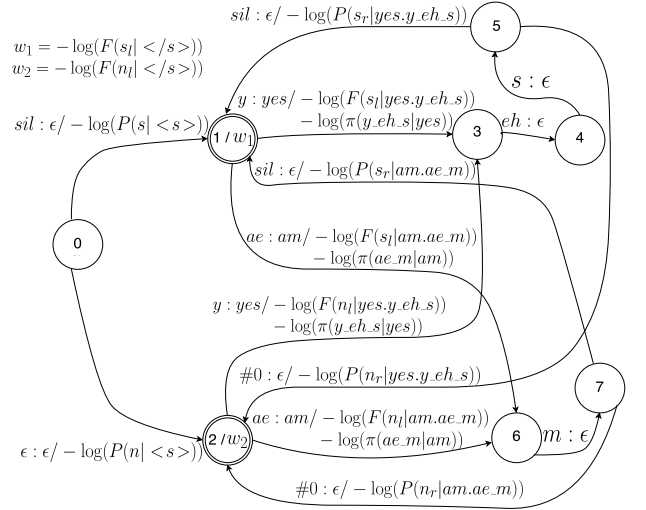 sil : ϵ/ − log(P(s_r|yes.y_eh_s))
5
w_1 = − log(F(s_l| </s>))
w_2 = − log(F(n_l| </s>))
s : ϵ
y : yes/ − log(F(s_l|yes.y_eh_s))
− log(π(y_eh_s|yes))
sil : ϵ/ − log(P(s| <s>))
1 / w_1
3
eh : ϵ
4
sil : ϵ/ − log(P(s_r|am.ae_m))
0
ae : am/ − log(F(s_l|am.ae_m))
− log(π(ae_m|am))
y : yes/ − log(F(n_l|yes.y_eh_s))
− log(π(y_eh_s|yes))
#0 : ϵ/ − log(P(n_r|yes.y_eh_s))
7
ae : am/ − log(F(n_l|am.ae_m))
− log(π(ae_m|am))
2 / w_2
6
m : ϵ
ϵ : ϵ/ − log(P(n| <s>))
#0 : ϵ/ − log(P(n_r|am.ae_m))